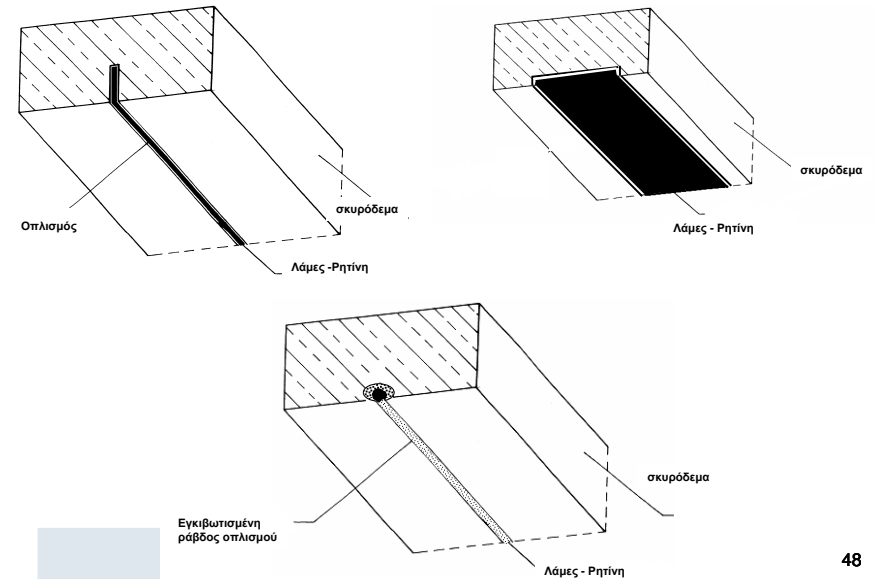 Οπλισμός
σκυρόδεμα
Λάμες -Ρητίνη
σκυρόδεμα
Λάμες - Ρητίνη
Εγκιβωτισμένη
ράβδος οπλισμού
σκυρόδεμα
Λάμες - Ρητίνη
48